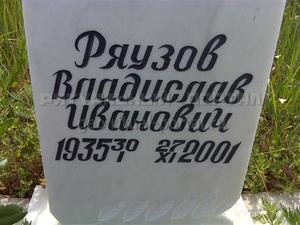 Ряузов
Владислав
Иванович
1935 30/I 27/XI 2001